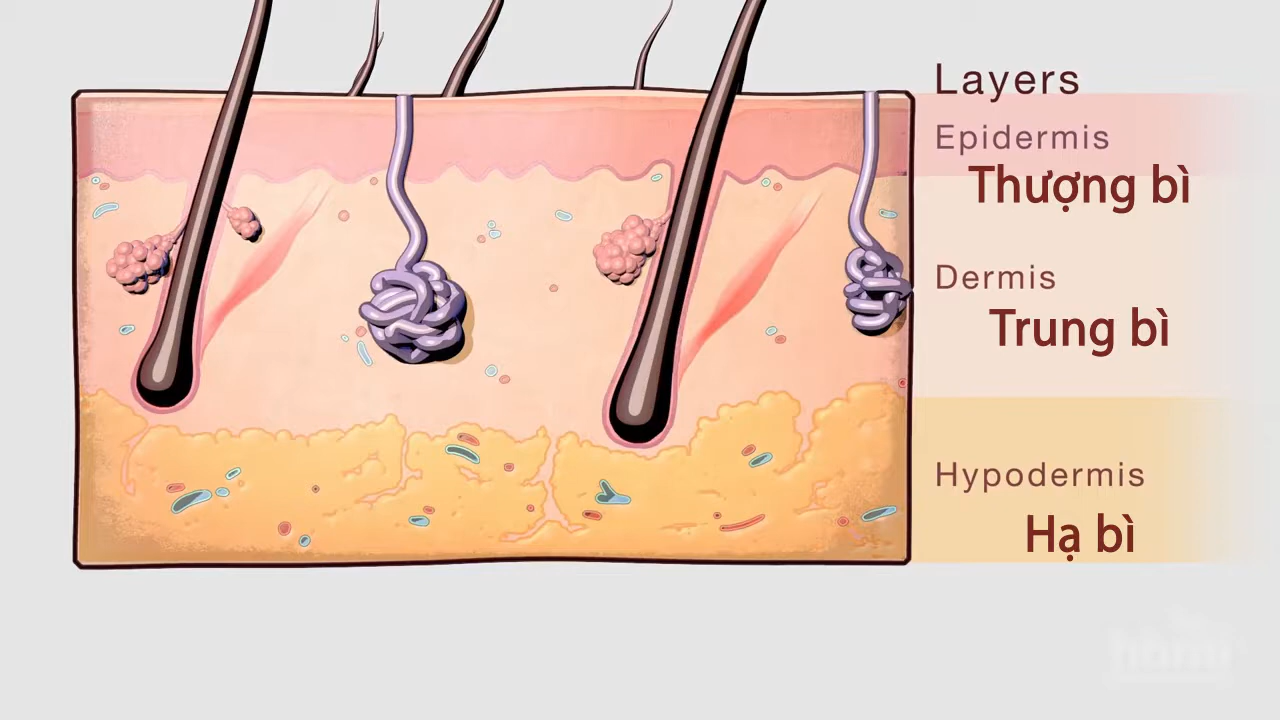 Layers
Epidermis
Thượng bì
Dermis
Trung bì
Hypodermis
Hạ bì